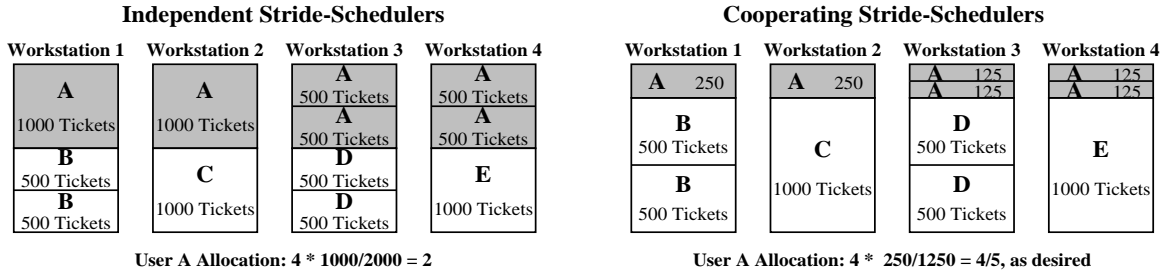 Independent Stride-Schedulers
Workstation 1 Workstation 2 Workstation 3 Workstation 4
A
1000 Tickets
B
500 Tickets
B
500 Tickets
A
1000 Tickets
C
1000 Tickets
A
500 Tickets
A
500 Tickets
D
500 Tickets
D
500 Tickets
A
500 Tickets
A
500 Tickets
E
1000 Tickets
User A Allocation: 4 * 1000/2000 = 2
Cooperating Stride-Schedulers
Workstation 1 Workstation 2 Workstation 3 Workstation 4
A 250
B
500 Tickets
B
500 Tickets
A 250
C
1000 Tickets
A 125
A 125
D
500 Tickets
D
500 Tickets
A 125
A 125
E
1000 Tickets
User A Allocation: 4 * 250/1250 = 4/5, as desired